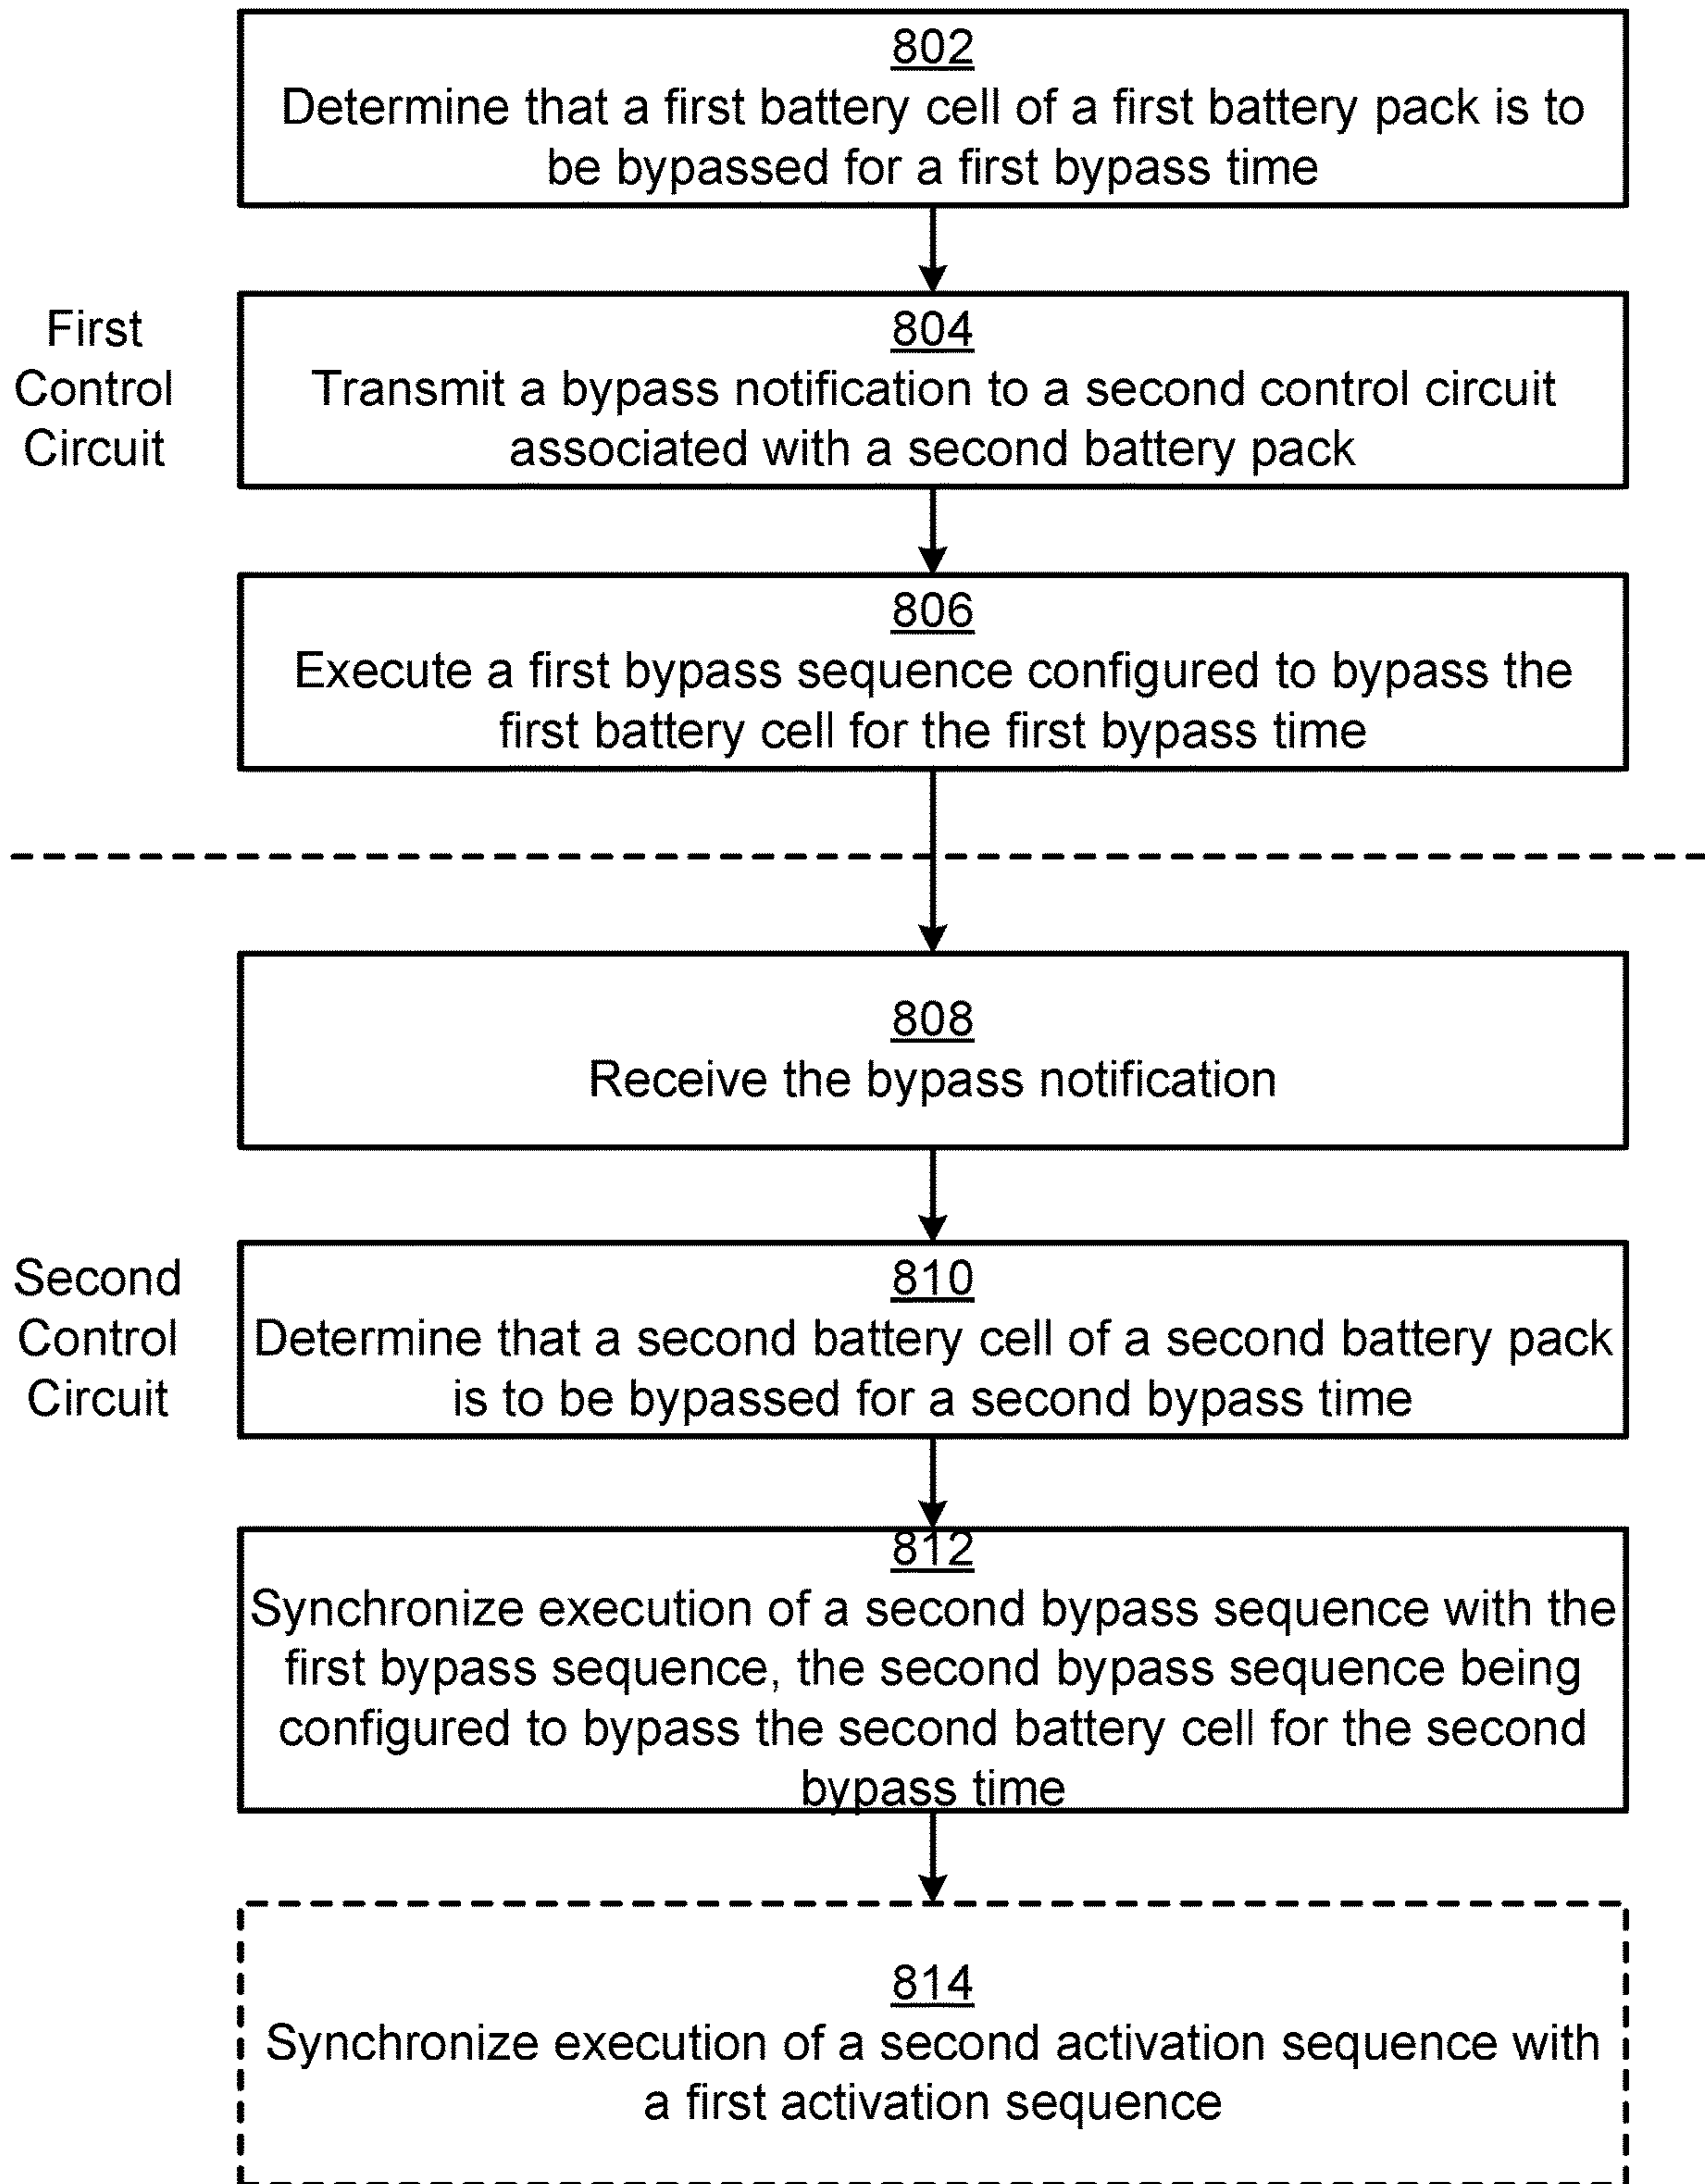 802
Determine that a first battery cell of a first battery pack is to
be bypassed for a first bypass time
First
Control
Circuit
804
Transmit a bypass notification to a second control circuit
associated with a second battery pack
806
Execute a first bypass sequence configured to bypass the
first battery cell for the first bypass time
808
Receive the bypass notification
Second
Control
Circuit
810
Determine that a second battery cell of a second battery pack
is to be bypassed for a second bypass time
812
Synchronize execution of a second bypass sequence with the
first bypass sequence, the second bypass sequence being
configured to bypass the second battery cell for the second
bypass time
814
Synchronize execution of a second activation sequence with
a first activation sequence